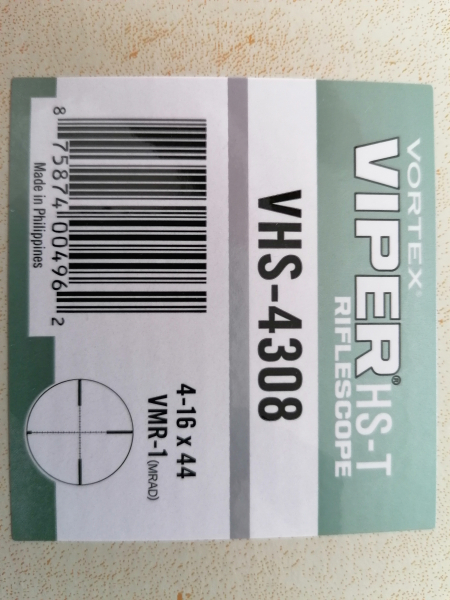 VORTEX®
VIPER® HS-T
RIFLESCOPE
VHS-4308
4-16 x 44
VMR-1 (MRAD)
8 75874 00496 2
Made in Philippines